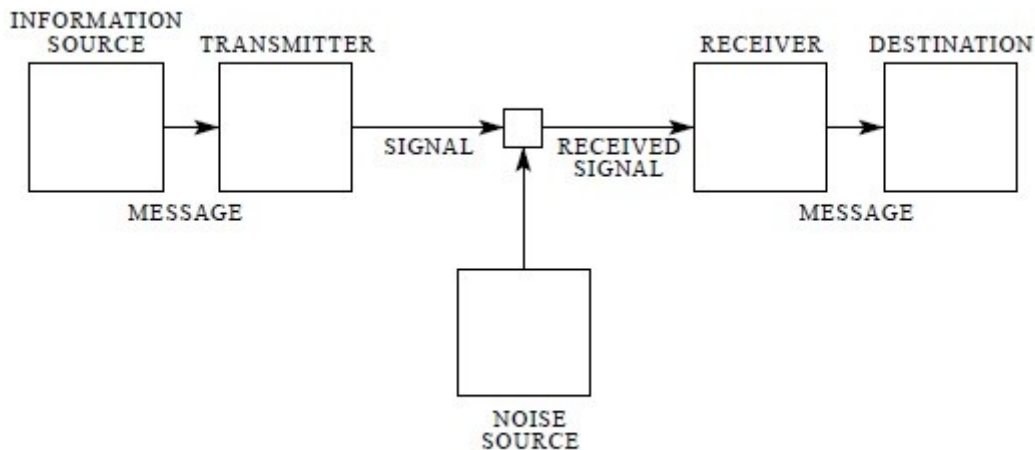 INFORMATION
SOURCE
TRANSMITTER
RECEIVER
DESTINATION
SIGNAL
RECEIVED
SIGNAL
MESSAGE
MESSAGE
NOISE
SOURCE